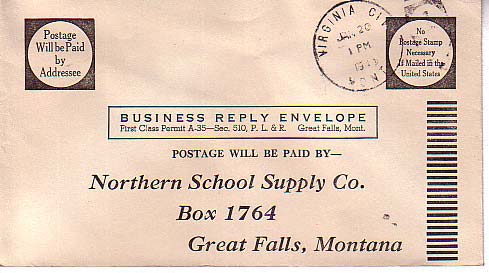 Postage
Will be Paid
by
Addressee
VIRGINIA CITY
JAN 20
1 PM
MONT.
No
Postage Stamp
Necessary
If Mailed in the
United States
BUSINESS REPLY ENVELOPE
First Class Permit A-35—Sec. 510, P. L. & R. Great Falls, Mont.
POSTAGE WILL BE PAID BY—
Northern School Supply Co.
Box 1764
Great Falls, Montana